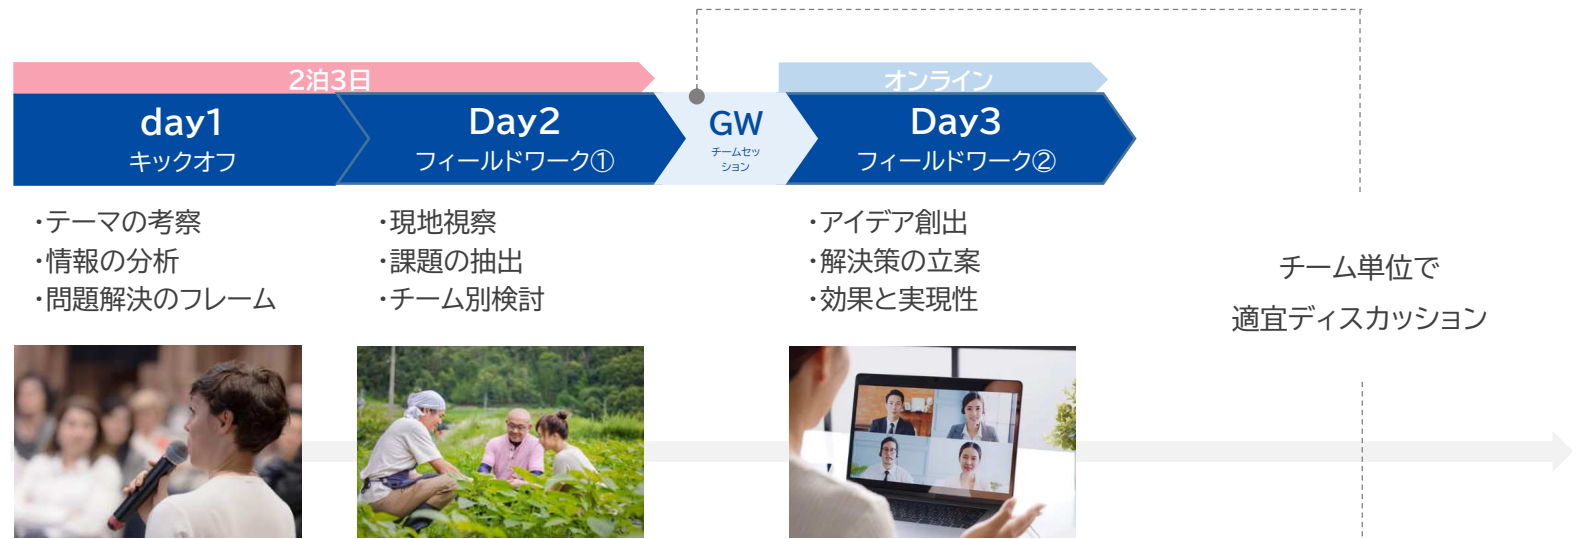 2泊3日
オンライン
day1
キックオフ
Day2
フィールドワーク①
GW
チームセッ
ション
Day3
フィールドワーク②
・テーマの考察
・情報の分析
・問題解決のフレーム
・現地視察
・課題の抽出
・チーム別検討
・アイデア創出
・解決策の立案
・効果と実現性
チーム単位で
適宜ディスカッション